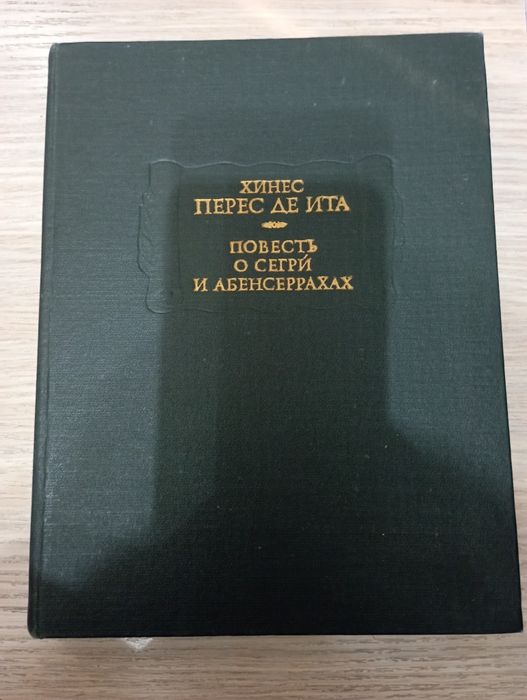 ХИНЕС
ПЕРЕС ДЕ ИТА
ПОВЕСТЬ
О СЕГРИ́
И АБЕНСЕРРАХАХ